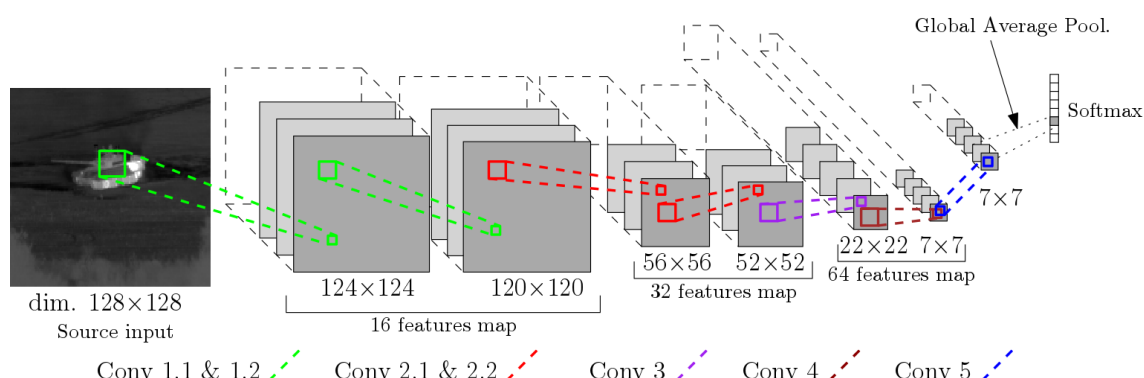 Global Average Pool.
Softmax
7×7
22×22 7×7
64 features map
56×56 52×52
32 features map
124×124 120×120
16 features map
dim. 128×128
Source input
Conv 1.1 & 1.2 Conv 2.1 & 2.2 Conv 3 Conv 4 Conv 5